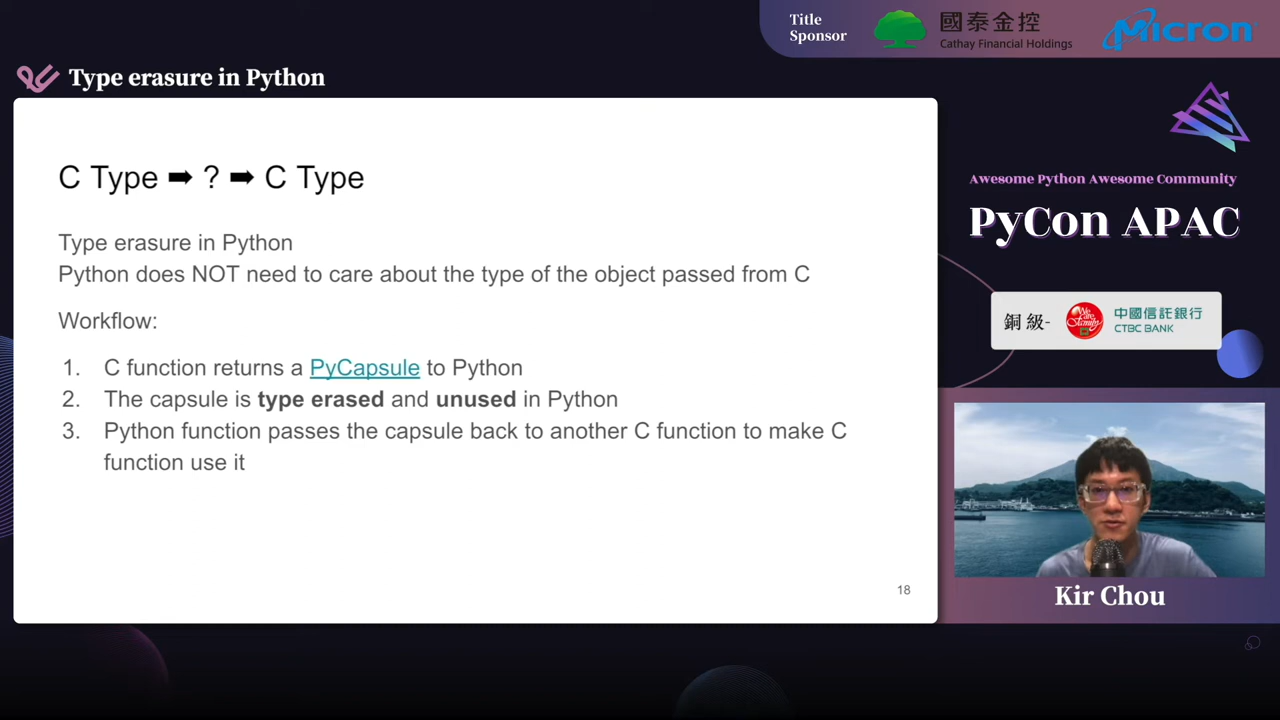 Title
Sponsor
國泰金控
Cathay Financial Holdings
Micron
Type erasure in Python
C Type ➡ ? ➡ C Type
Type erasure in Python
Python does NOT need to care about the type of the object passed from C
Workflow:
1. C function returns a PyCapsule to Python
2. The capsule is type erased and unused in Python
3. Python function passes the capsule back to another C function to make C
function use it
18
Awesome Python Awesome Community
PyCon APAC
銅級-
We are Family
中國信託銀行
CTBC BANK
Kir Chou